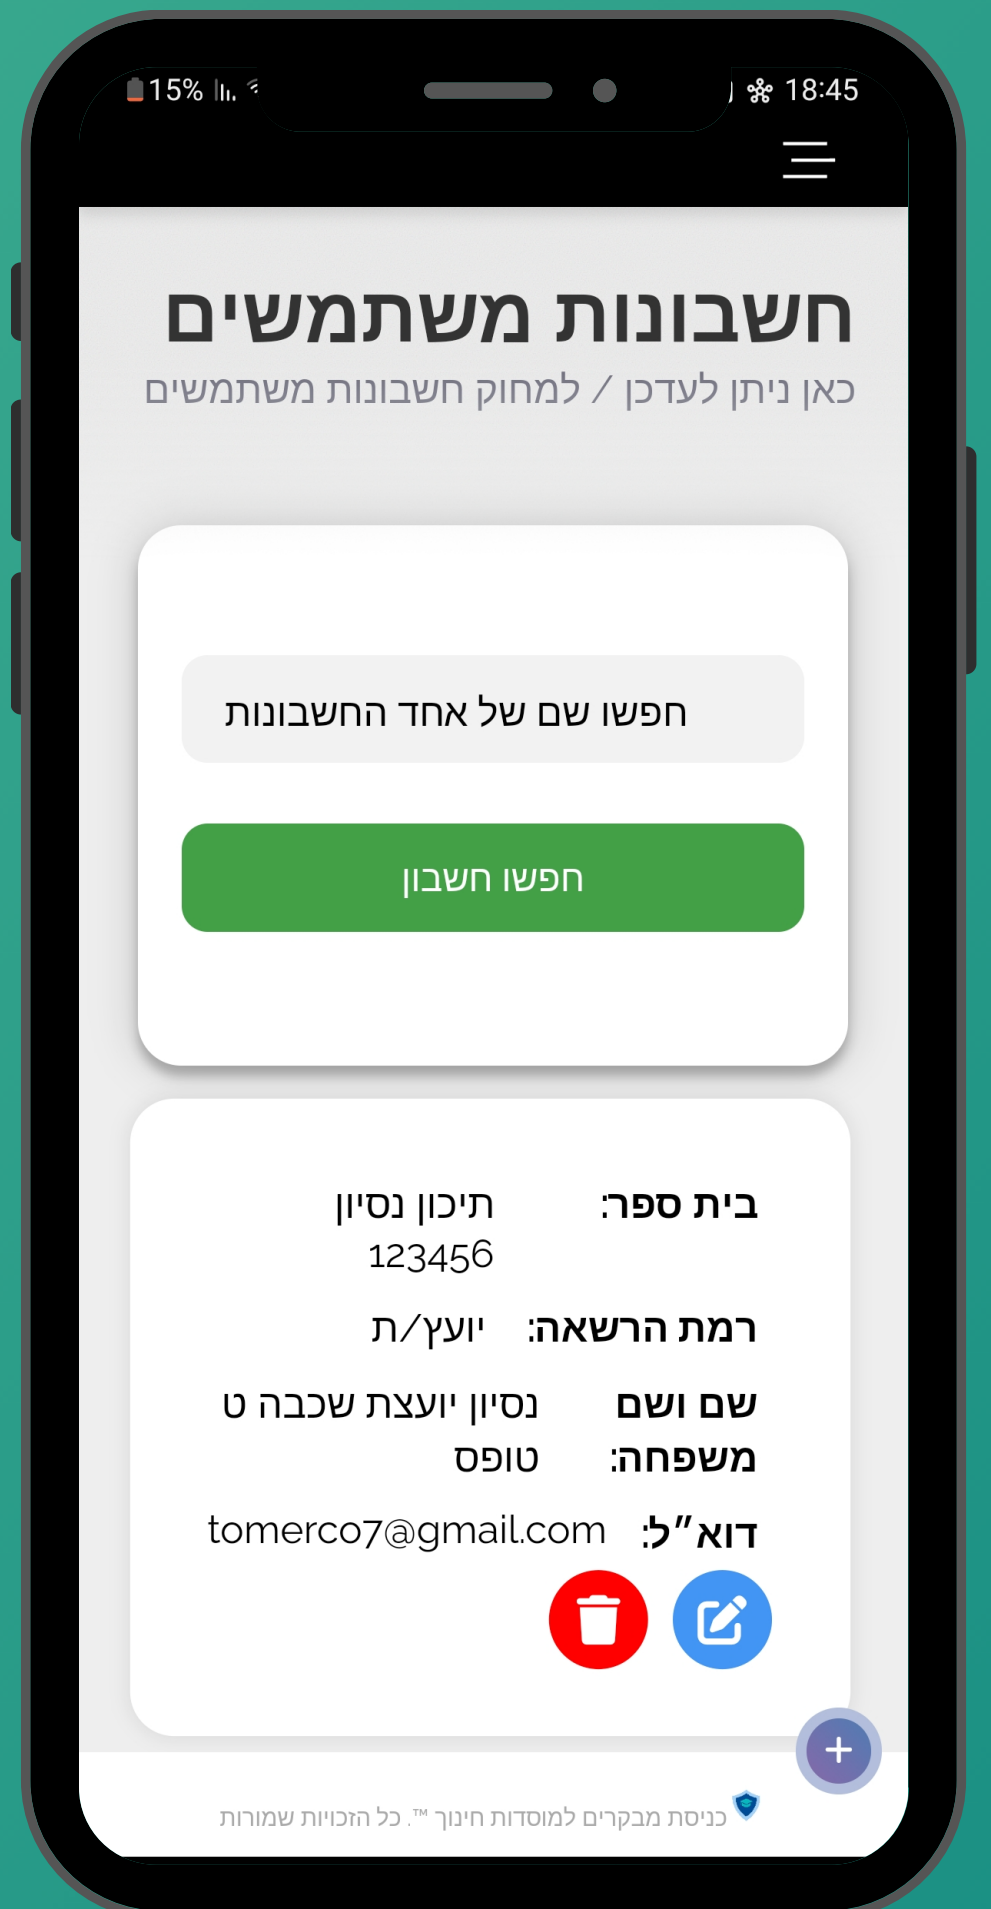 15% 18:45
חשבונות משתמשים
כאן ניתן לעדכן / למחוק חשבונות משתמשים
חפשו שם של אחד החשבונות
חפשו חשבון
בית ספר: תיכון נסיון
123456
רמת הרשאה: יועץ/ת
שם ושם נסיון יועצת שכבה ט
משפחה: טופס
דוא״ל: tomerco7@gmail.com
כניסת מבקרים למוסדות חינוך ™. כל הזכויות שמורות